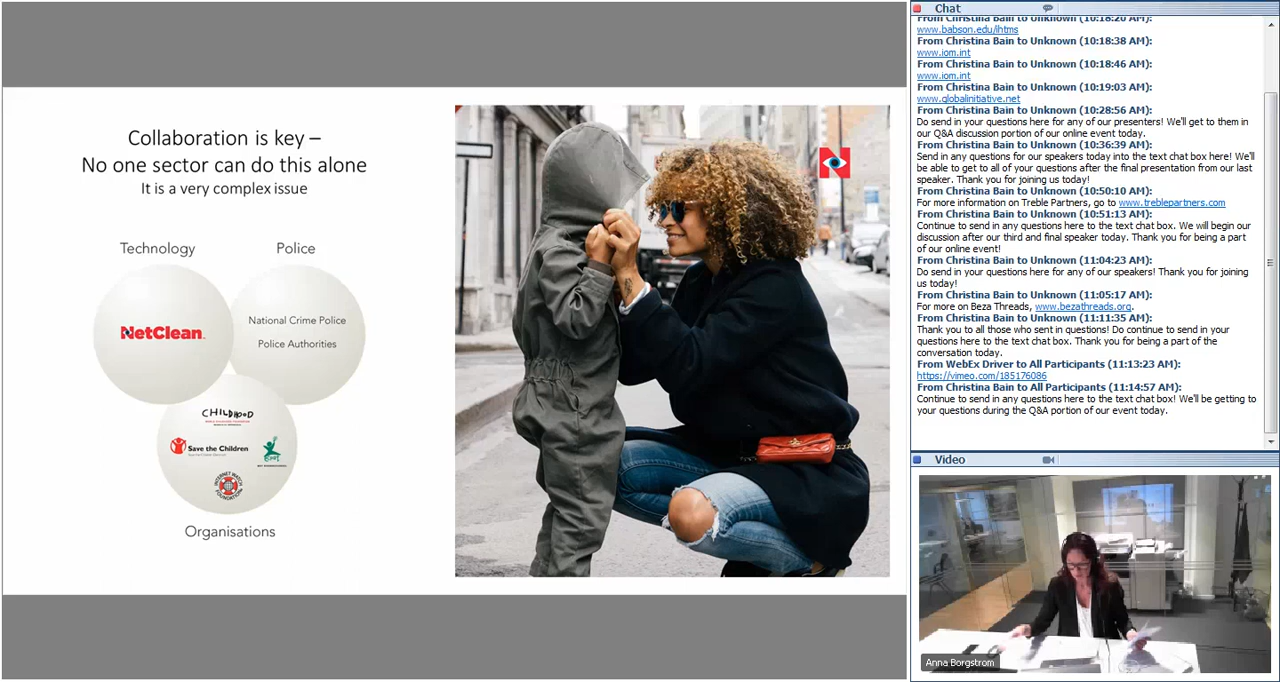 Collaboration is key –
No one sector can do this alone
It is a very complex issue
Technology
Police
NetClean
National Crime Police
Police Authorities
CHILDHOOD
Save the Children
INTERNET WATCH FOUNDATION
Organisations
Chat
From Christina Bain to Unknown (10:18:20 AM):
www.babson.edu/ihtms
From Christina Bain to Unknown (10:18:38 AM):
www.iom.int
From Christina Bain to Unknown (10:18:46 AM):
www.iom.int
From Christina Bain to Unknown (10:19:03 AM):
www.globalinitiative.net
From Christina Bain to Unknown (10:28:56 AM):
Do send in your questions here for any of our presenters! We'll get to them in
our Q&A discussion portion of our online event today.
From Christina Bain to Unknown (10:36:39 AM):
Send in any questions for our speakers today into the text chat box here! We'll
be able to get to all of your questions after the final presentation from our last
speaker. Thank you for joining us today!
From Christina Bain to Unknown (10:50:10 AM):
For more information on Treble Partners, go to www.treblepartners.com
From Christina Bain to Unknown (10:51:13 AM):
Continue to send in any questions here to the text chat box. We will begin our
discussion after our third and final speaker today. Thank you for being a part
of our online event!
From Christina Bain to Unknown (11:04:23 AM):
Do send in your questions here for any of our speakers! Thank you for joining
us today!
From Christina Bain to Unknown (11:05:17 AM):
For more on Beza Threads, www.bezathreads.org.
From Christina Bain to Unknown (11:11:35 AM):
Thank you to all those who sent in questions! Do continue to send in your
questions here to the text chat box. Thank you for being a part of the
conversation today.
From WebEx Driver to All Participants (11:13:23 AM):
https://vimeo.com/185176086
From Christina Bain to All Participants (11:14:57 AM):
Continue to send in any questions here to the text chat box! We'll be getting to
your questions during the Q&A portion of our event today.
Video
Anna Borgstrom